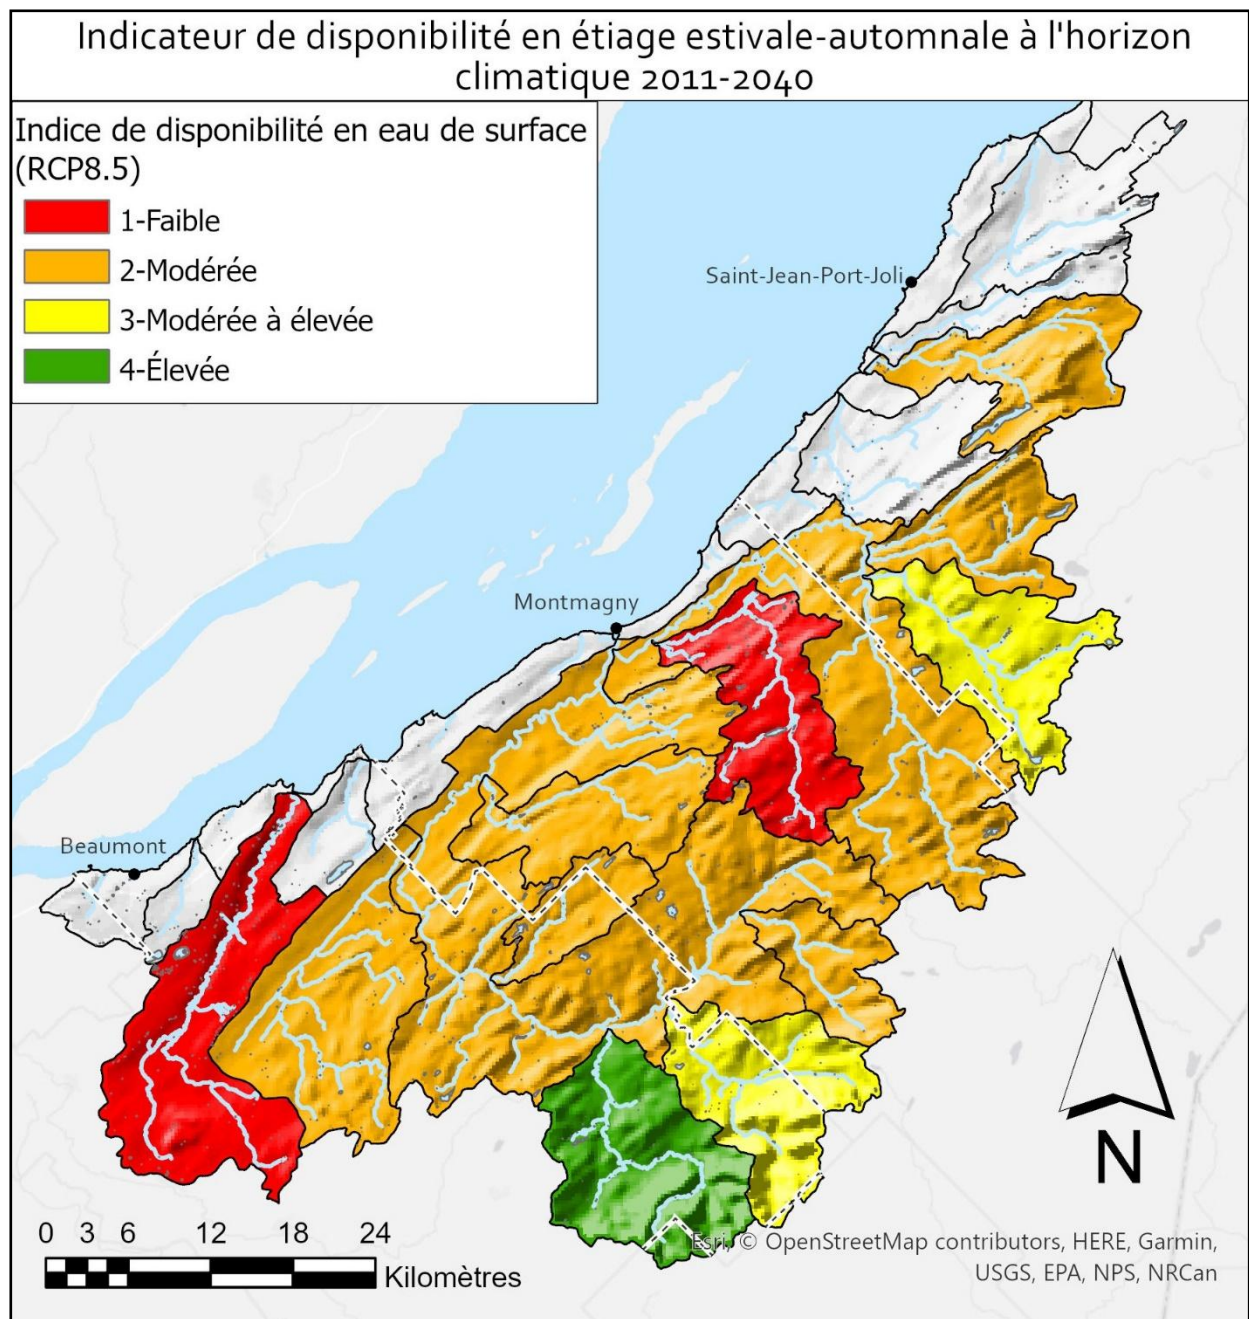 Indicateur de disponibilité en étiage estivale-automnale à l'horizon
climatique 2011-2040
Indice de disponibilité en eau de surface
(RCP8.5)
1-Faible
2-Modérée
3-Modérée à élevée
4-Élevée
Saint-Jean-Port-Joli
Montmagny
Beaumont
N
0 3 6 12 18 24
Kilomètres
Esri, © OpenStreetMap contributors, HERE, Garmin,
USGS, EPA, NPS, NRCan